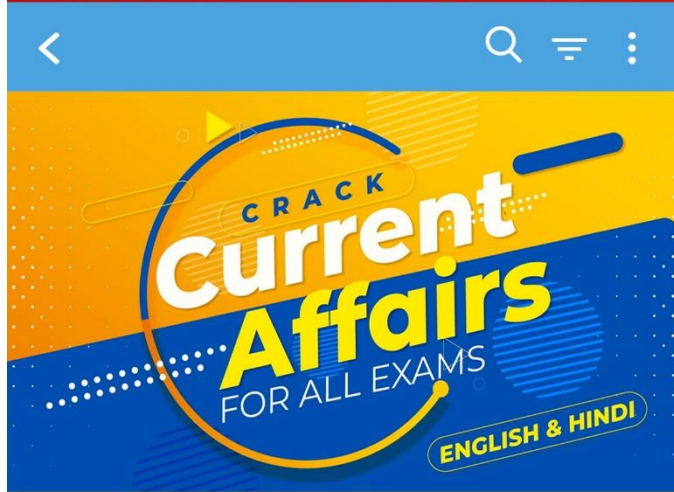 CRACK
Current
Affairs
FOR ALL EXAMS
ENGLISH & HINDI